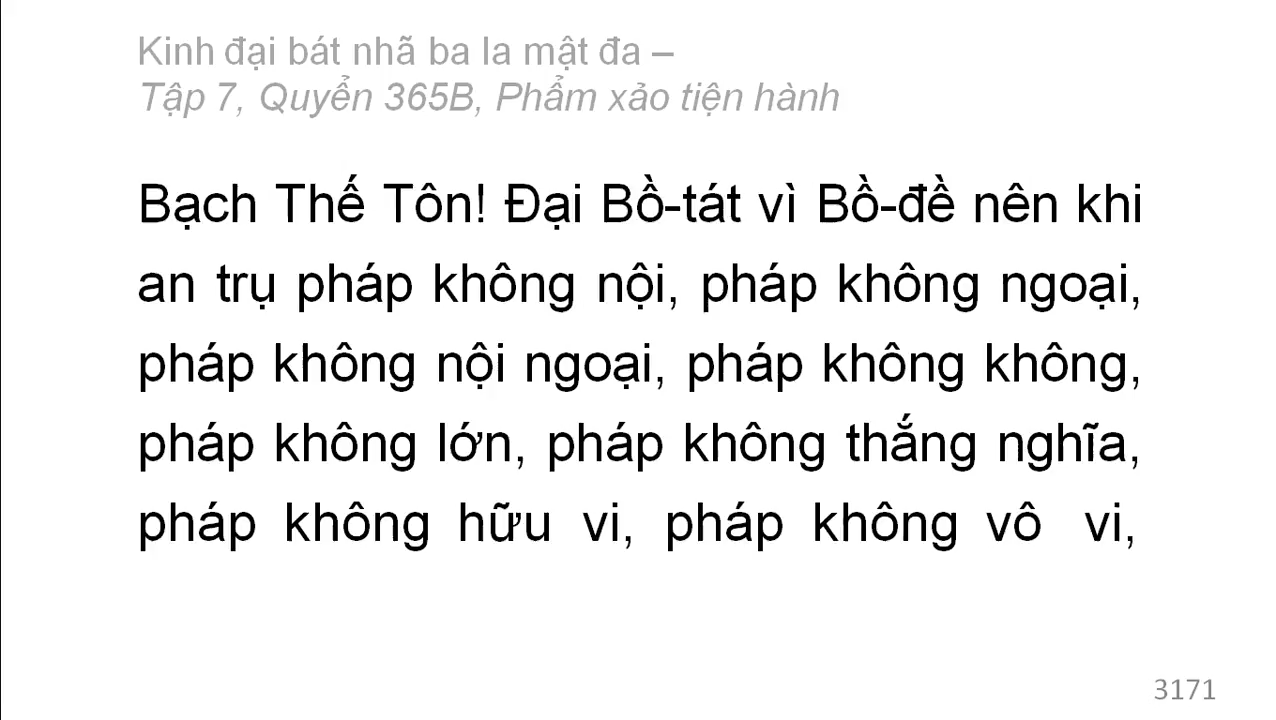 Kinh đại bát nhã ba la mật đa –
Tập 7, Quyển 365B, Phẩm xảo tiện hành
Bạch Thế Tôn! Đại Bồ-tát vì Bồ-đề nên khi
an trụ pháp không nội, pháp không ngoại,
pháp không nội ngoại, pháp không không,
pháp không lớn, pháp không thắng nghĩa,
pháp không hữu vi, pháp không vô vi,
3171